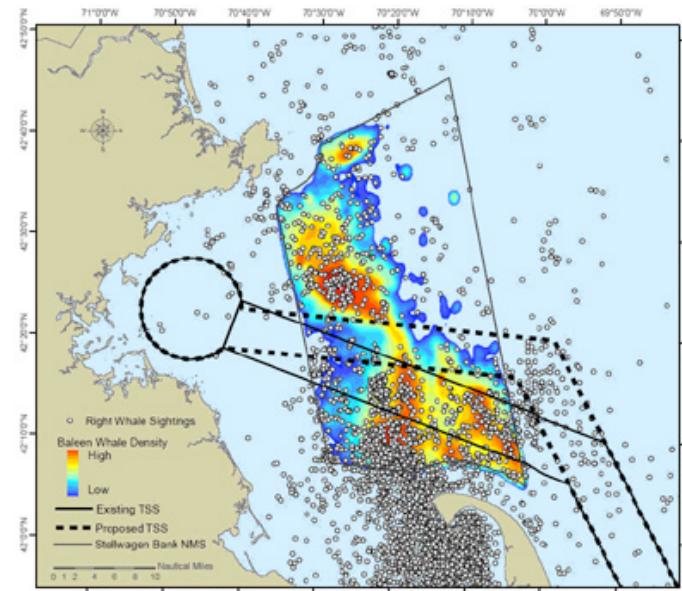 71°0'0"W 70°50'0"W 70°40'0"W 70°30'0"W 70°20'0"W 70°10'0"W 70°0'0"W 69°50'0"W
42°40'0"N
42°30'0"N
42°20'0"N
42°10'0"N
42°0'0"N
Right Whale Sightings
Baleen Whale Density
High
Low
Existing TSS
Proposed TSS
Stellwagen Bank NMS
Nautical Miles
0 1 2 4 6 8 10